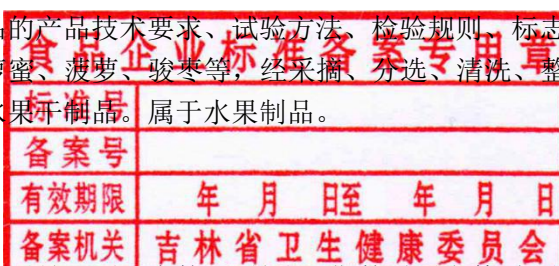 品的产品技术要求、试验方法、检验规则、标志
食品企业标准备案专用章
萝蜜、菠萝、骏枣等,经采摘、分选、清洗、整
标准号
水果干制品。属于水果制品。
备案号
有效期限 年 月 日至 年 月 日
备案机关 吉林省卫生健康委员会